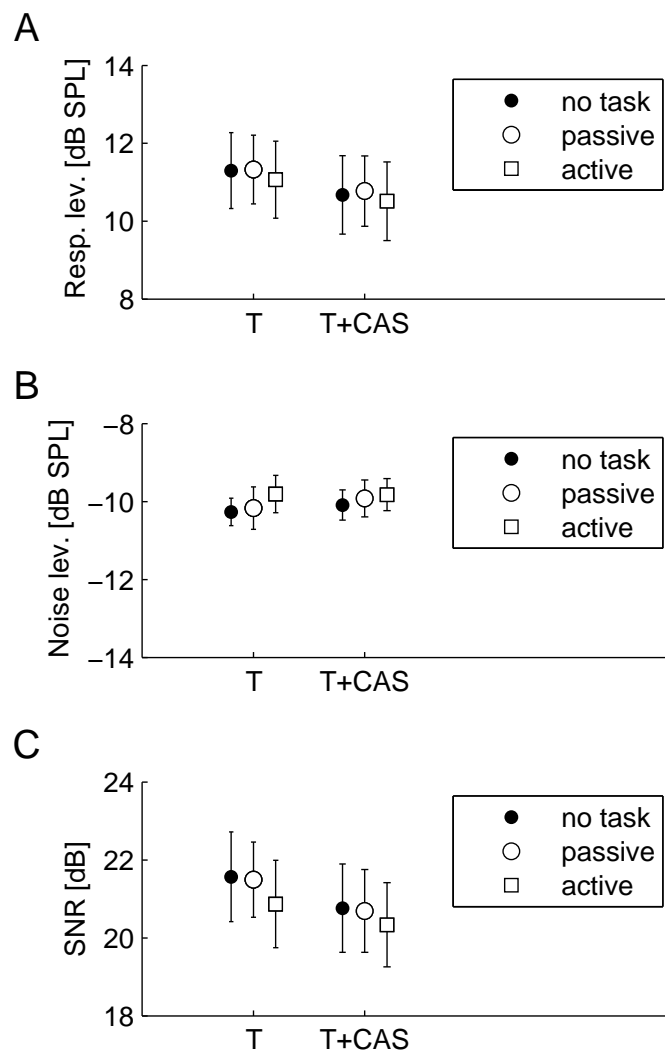 A
Resp. lev. [dB SPL]
14
12
10
8
T
T+CAS
no task
passive
active
B
Noise lev. [dB SPL]
−8
−10
−12
−14
T
T+CAS
no task
passive
active
C
SNR [dB]
24
22
20
18
T
T+CAS
no task
passive
active